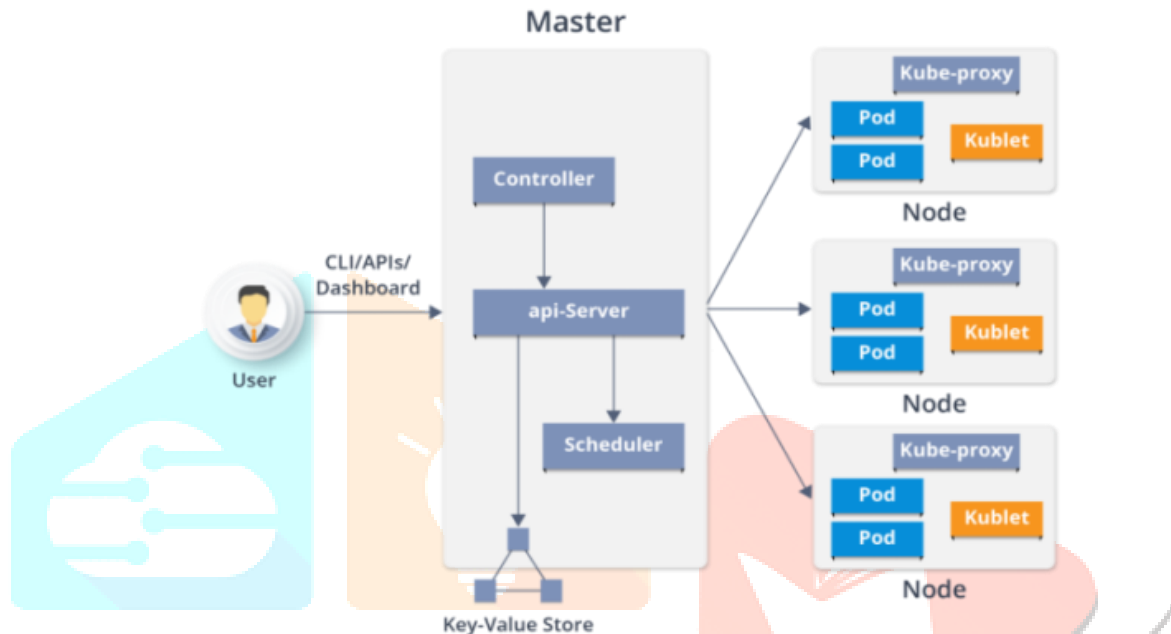 Master
Controller
api-Server
Scheduler
Key-Value Store
CLI/APIs/
Dashboard
User
Kube-proxy
Pod
Pod
Kublet
Node
Kube-proxy
Pod
Pod
Kublet
Node
Kube-proxy
Pod
Pod
Kublet
Node